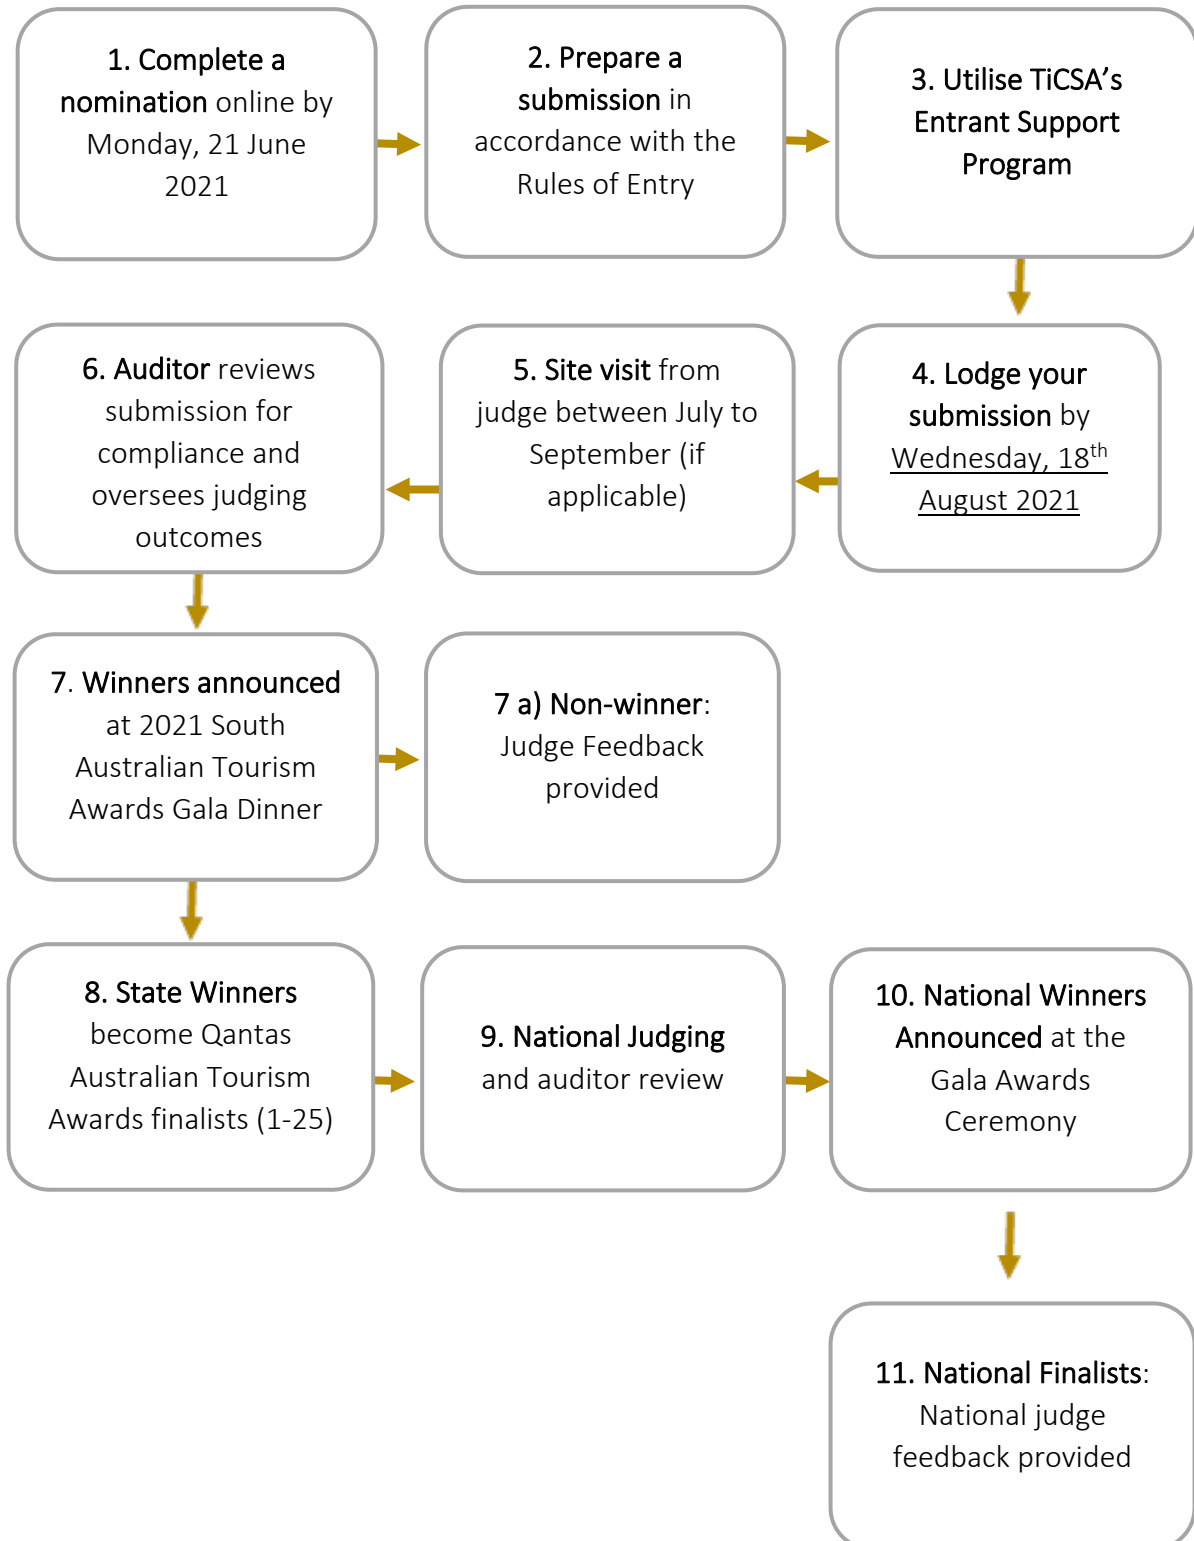 1. Complete a
nomination online by
Monday, 21 June
2021
2. Prepare a
submission in
accordance with the
Rules of Entry
3. Utilise TiCSA’s
Entrant Support
Program
4. Lodge your
submission by
Wednesday, 18th
August 2021
5. Site visit from
judge between July to
September (if
applicable)
6. Auditor reviews
submission for
compliance and
oversees judging
outcomes
7. Winners announced
at 2021 South
Australian Tourism
Awards Gala Dinner
7 a) Non-winner:
Judge Feedback
provided
8. State Winners
become Qantas
Australian Tourism
Awards finalists (1-25)
9. National Judging
and auditor review
10. National Winners
Announced at the
Gala Awards
Ceremony
11. National Finalists:
National judge
feedback provided